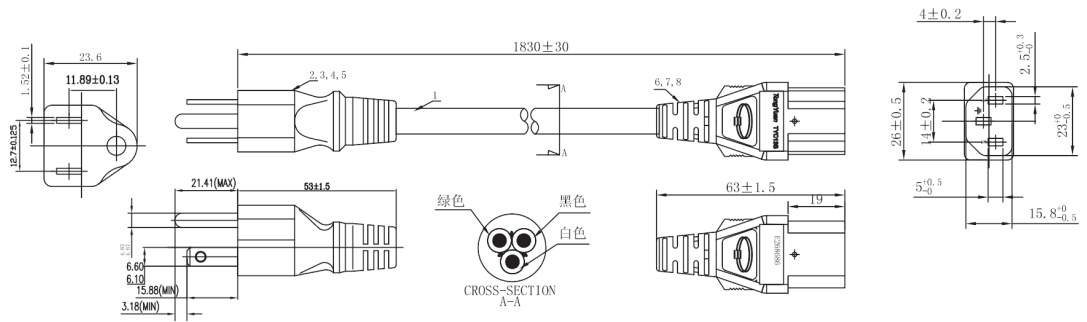 1830±30
4±0.2
2.5 +0.3 -0
1.52±0.1
23.6
11.89±0.13
12.7±0.125
2,3,4,5
1
A
A
6,7,8
TongYuan TYC13S
26±0.5
14±0.2
23 +0 -0.5
5 +0.5 -0
15.8 +0 -0.5
21.41(MAX)
53±1.5
6.60
6.10
15.88(MIN)
3.18(MIN)
绿色
黑色
白色
CROSS-SECTION
A-A
63±1.5
19